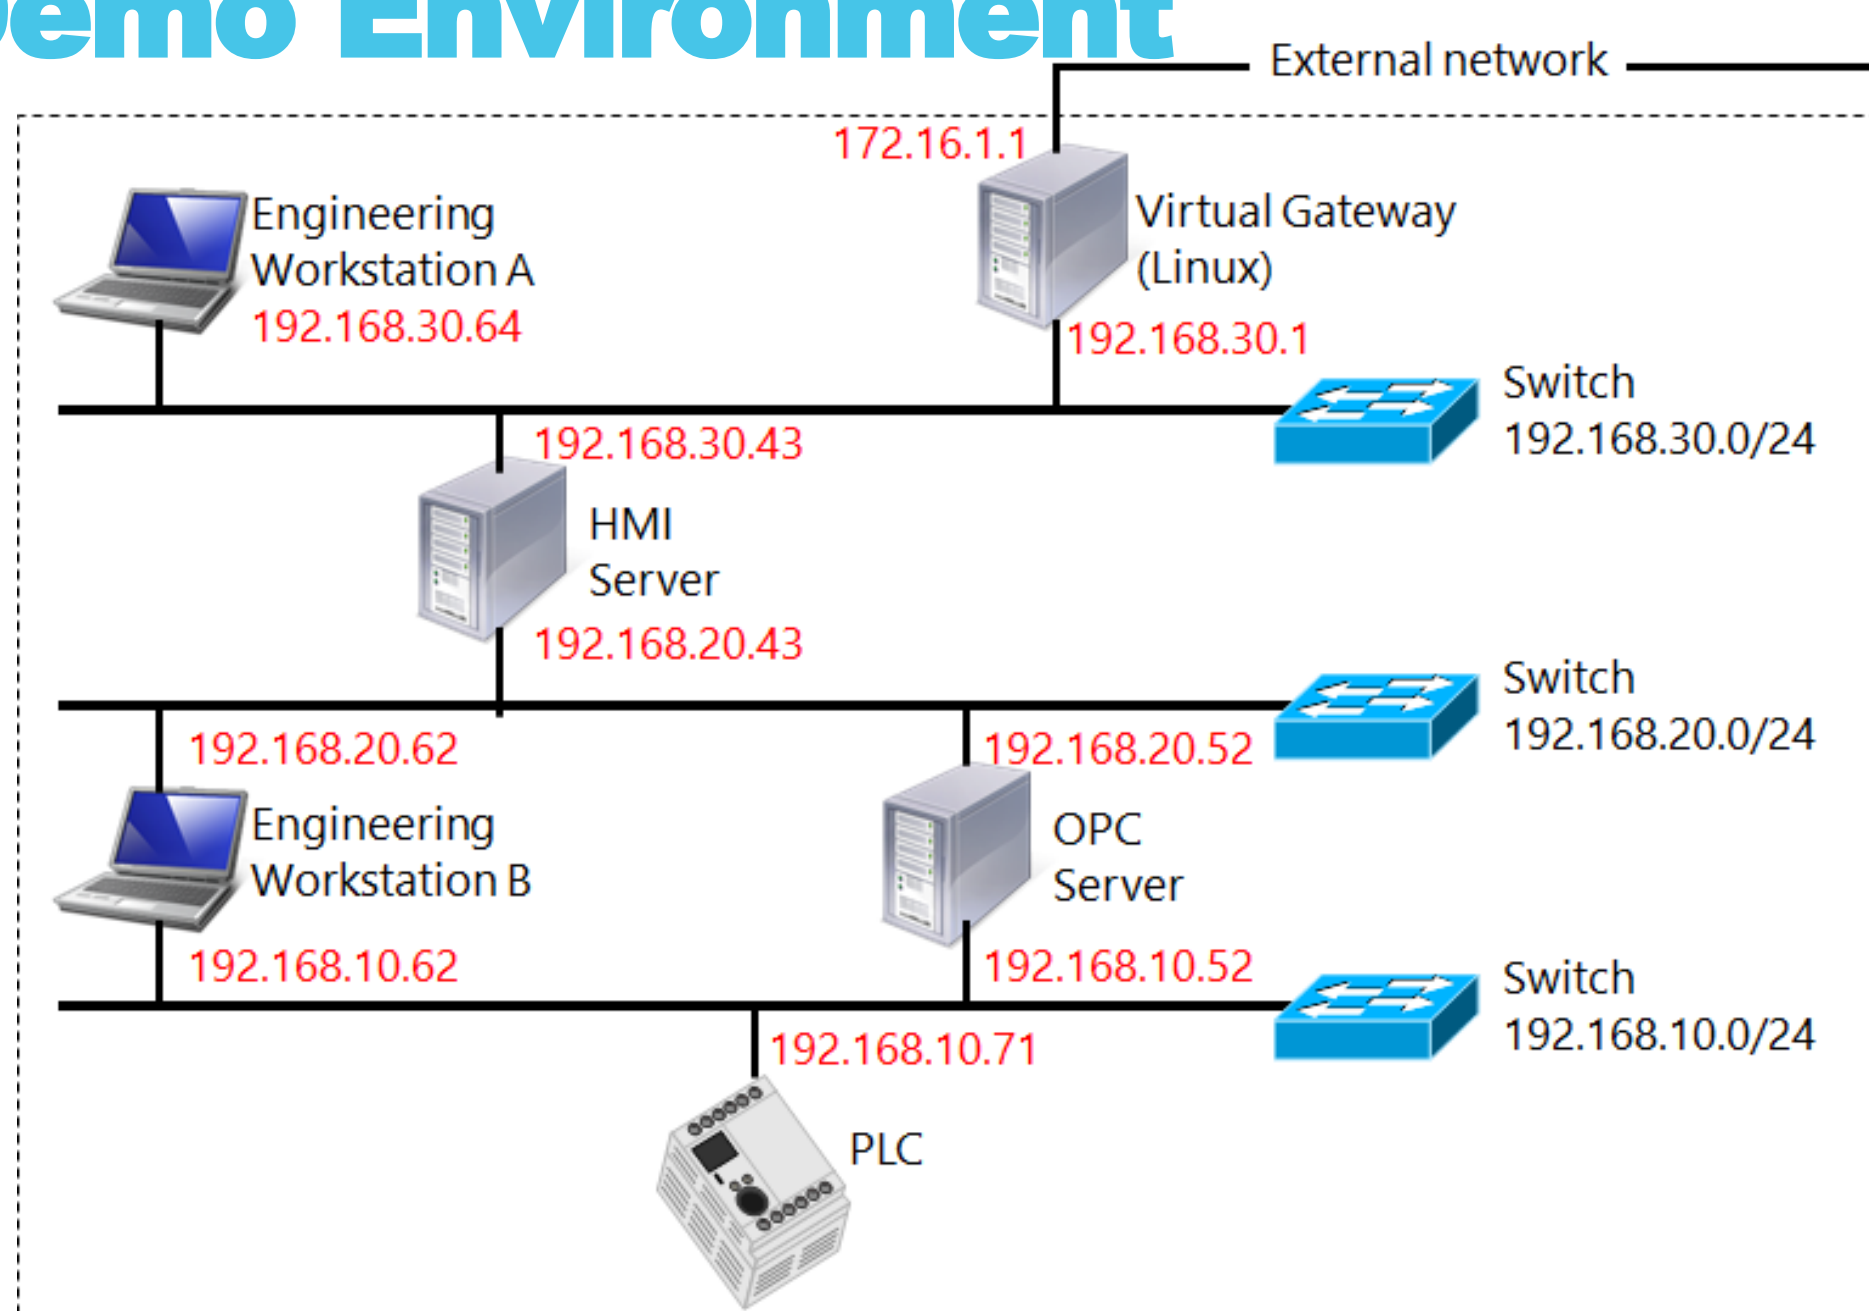 Demo Environment
External network
172.16.1.1
Engineering
Workstation A
192.168.30.64
Virtual Gateway
(Linux)
192.168.30.1
Switch
192.168.30.0/24
192.168.30.43
HMI
Server
192.168.20.43
Switch
192.168.20.0/24
192.168.20.62
192.168.20.52
Engineering
Workstation B
OPC
Server
192.168.10.62
192.168.10.52
Switch
192.168.10.0/24
192.168.10.71
PLC